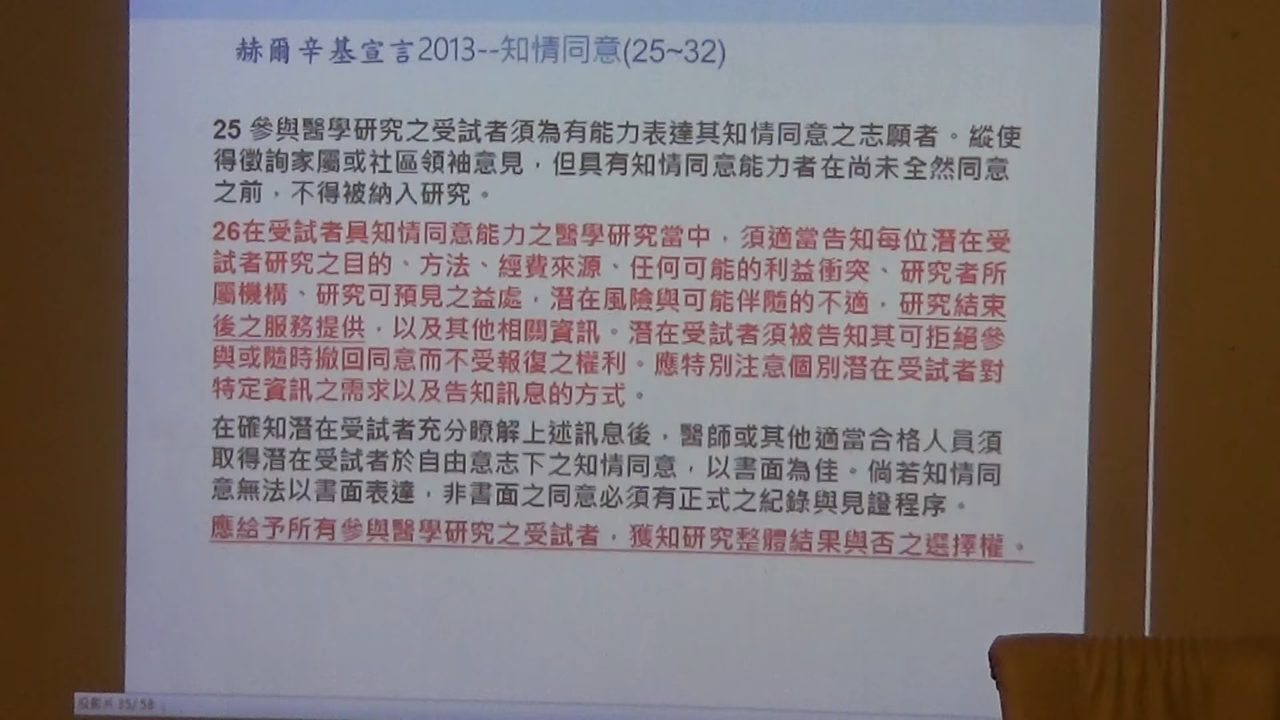 赫爾辛基宣言2013--知情同意(25~32)
25 參與醫學研究之受試者須為有能力表達其知情同意之志願者。縱使
得徵詢家屬或社區領袖意見，但具有知情同意能力者在尚未全然同意
之前，不得被納入研究。
26在受試者具知情同意能力之醫學研究當中，須適當告知每位潛在受
試者研究之目的、方法、經費來源、任何可能的利益衝突、研究者所
屬機構、研究可預見之益處，潛在風險與可能伴隨的不適，研究結束
後之服務提供，以及其他相關資訊。潛在受試者須被告知其可拒絕參
與或隨時撤回同意而不受報復之權利。應特別注意個別潛在受試者對
特定資訊之需求以及告知訊息的方式。
在確知潛在受試者充分瞭解上述訊息後，醫師或其他適當合格人員須
取得潛在受試者於自由意志下之知情同意，以書面為佳。倘若知情同
意無法以書面表達，非書面之同意必須有正式之紀錄與見證程序。
應給予所有參與醫學研究之受試者，獲知研究整體結果與否之選擇權。
投影片 35/ 58